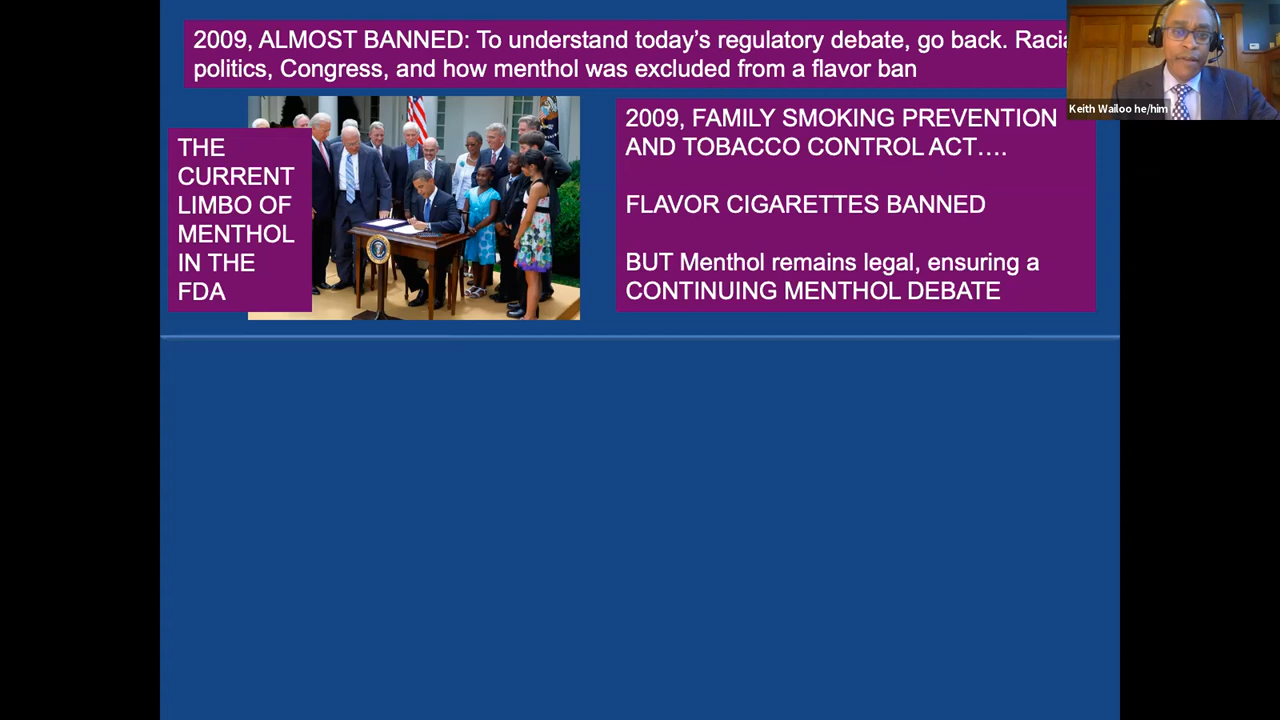 2009, ALMOST BANNED: To understand today's regulatory debate, go back.
politics, Congress, and how menthol was excluded from a flavor ban
Keith Wailoo he/him
THE
CURRENT
LIMBO OF
MENTHOL
IN THE
FDA
2009, FAMILY SMOKING PREVENTION
AND TOBACCO CONTROL ACT....
FLAVOR CIGARETTES BANNED
BUT Menthol remains legal, ensuring a
CONTINUING MENTHOL DEBATE